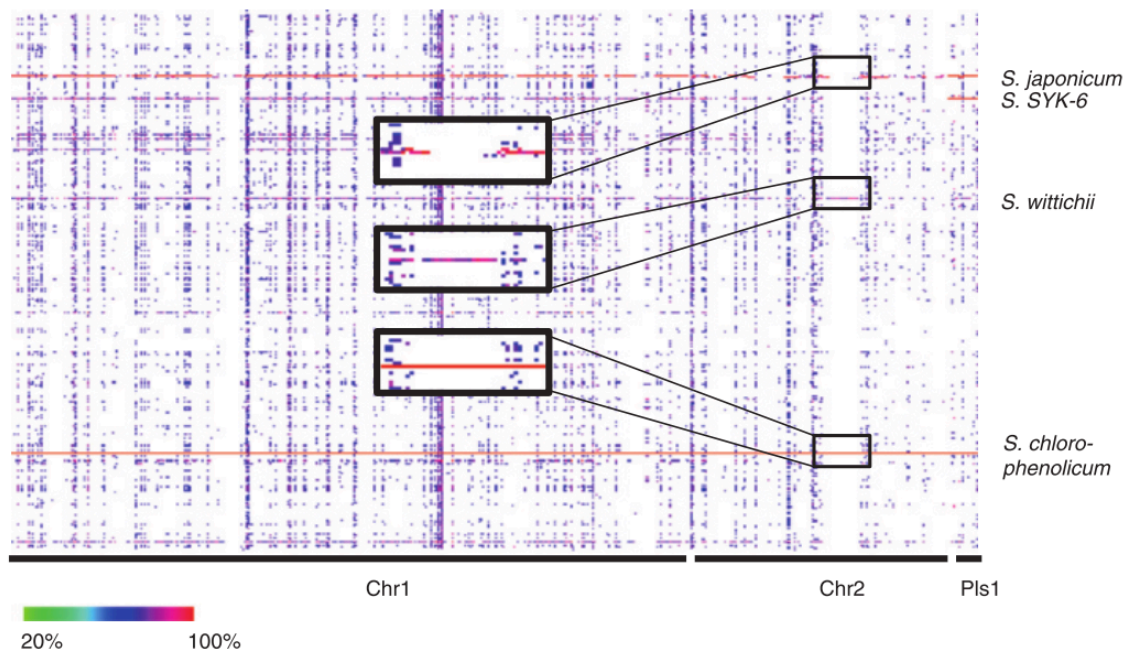 S. japonicum
S. SYK-6
S. wittichii
S. chloro-
phenolicum
Chr1
Chr2
Pls1
20%
100%